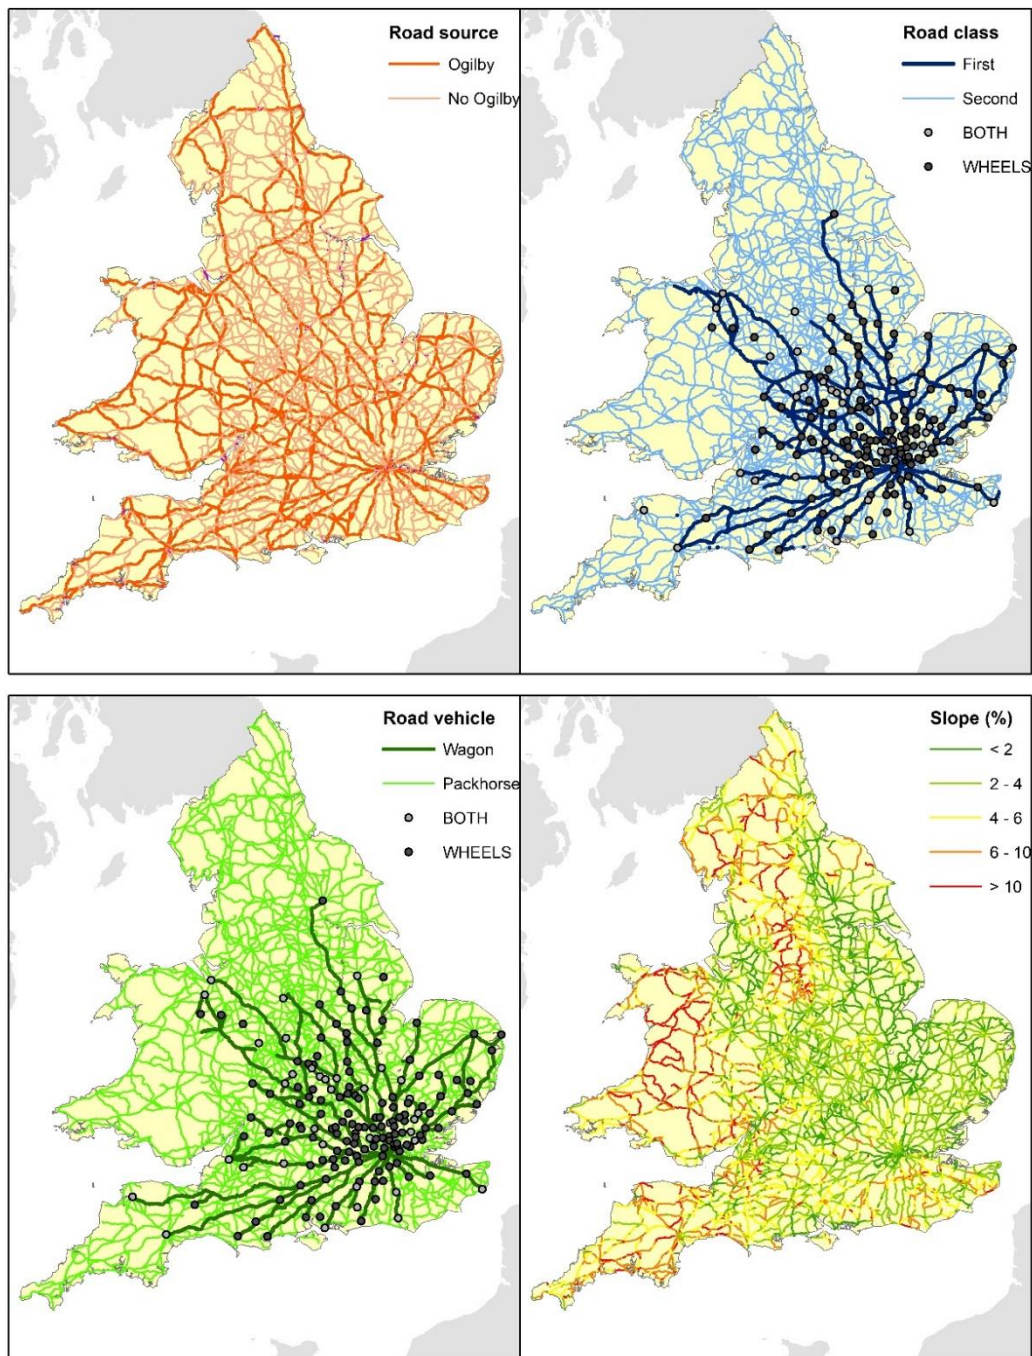 Road source
Ogilby
No Ogilby
Road class
First
Second
BOTH
WHEELS
Road vehicle
Wagon
Packhorse
BOTH
WHEELS
Slope (%)
< 2
2 - 4
4 - 6
6 - 10
> 10